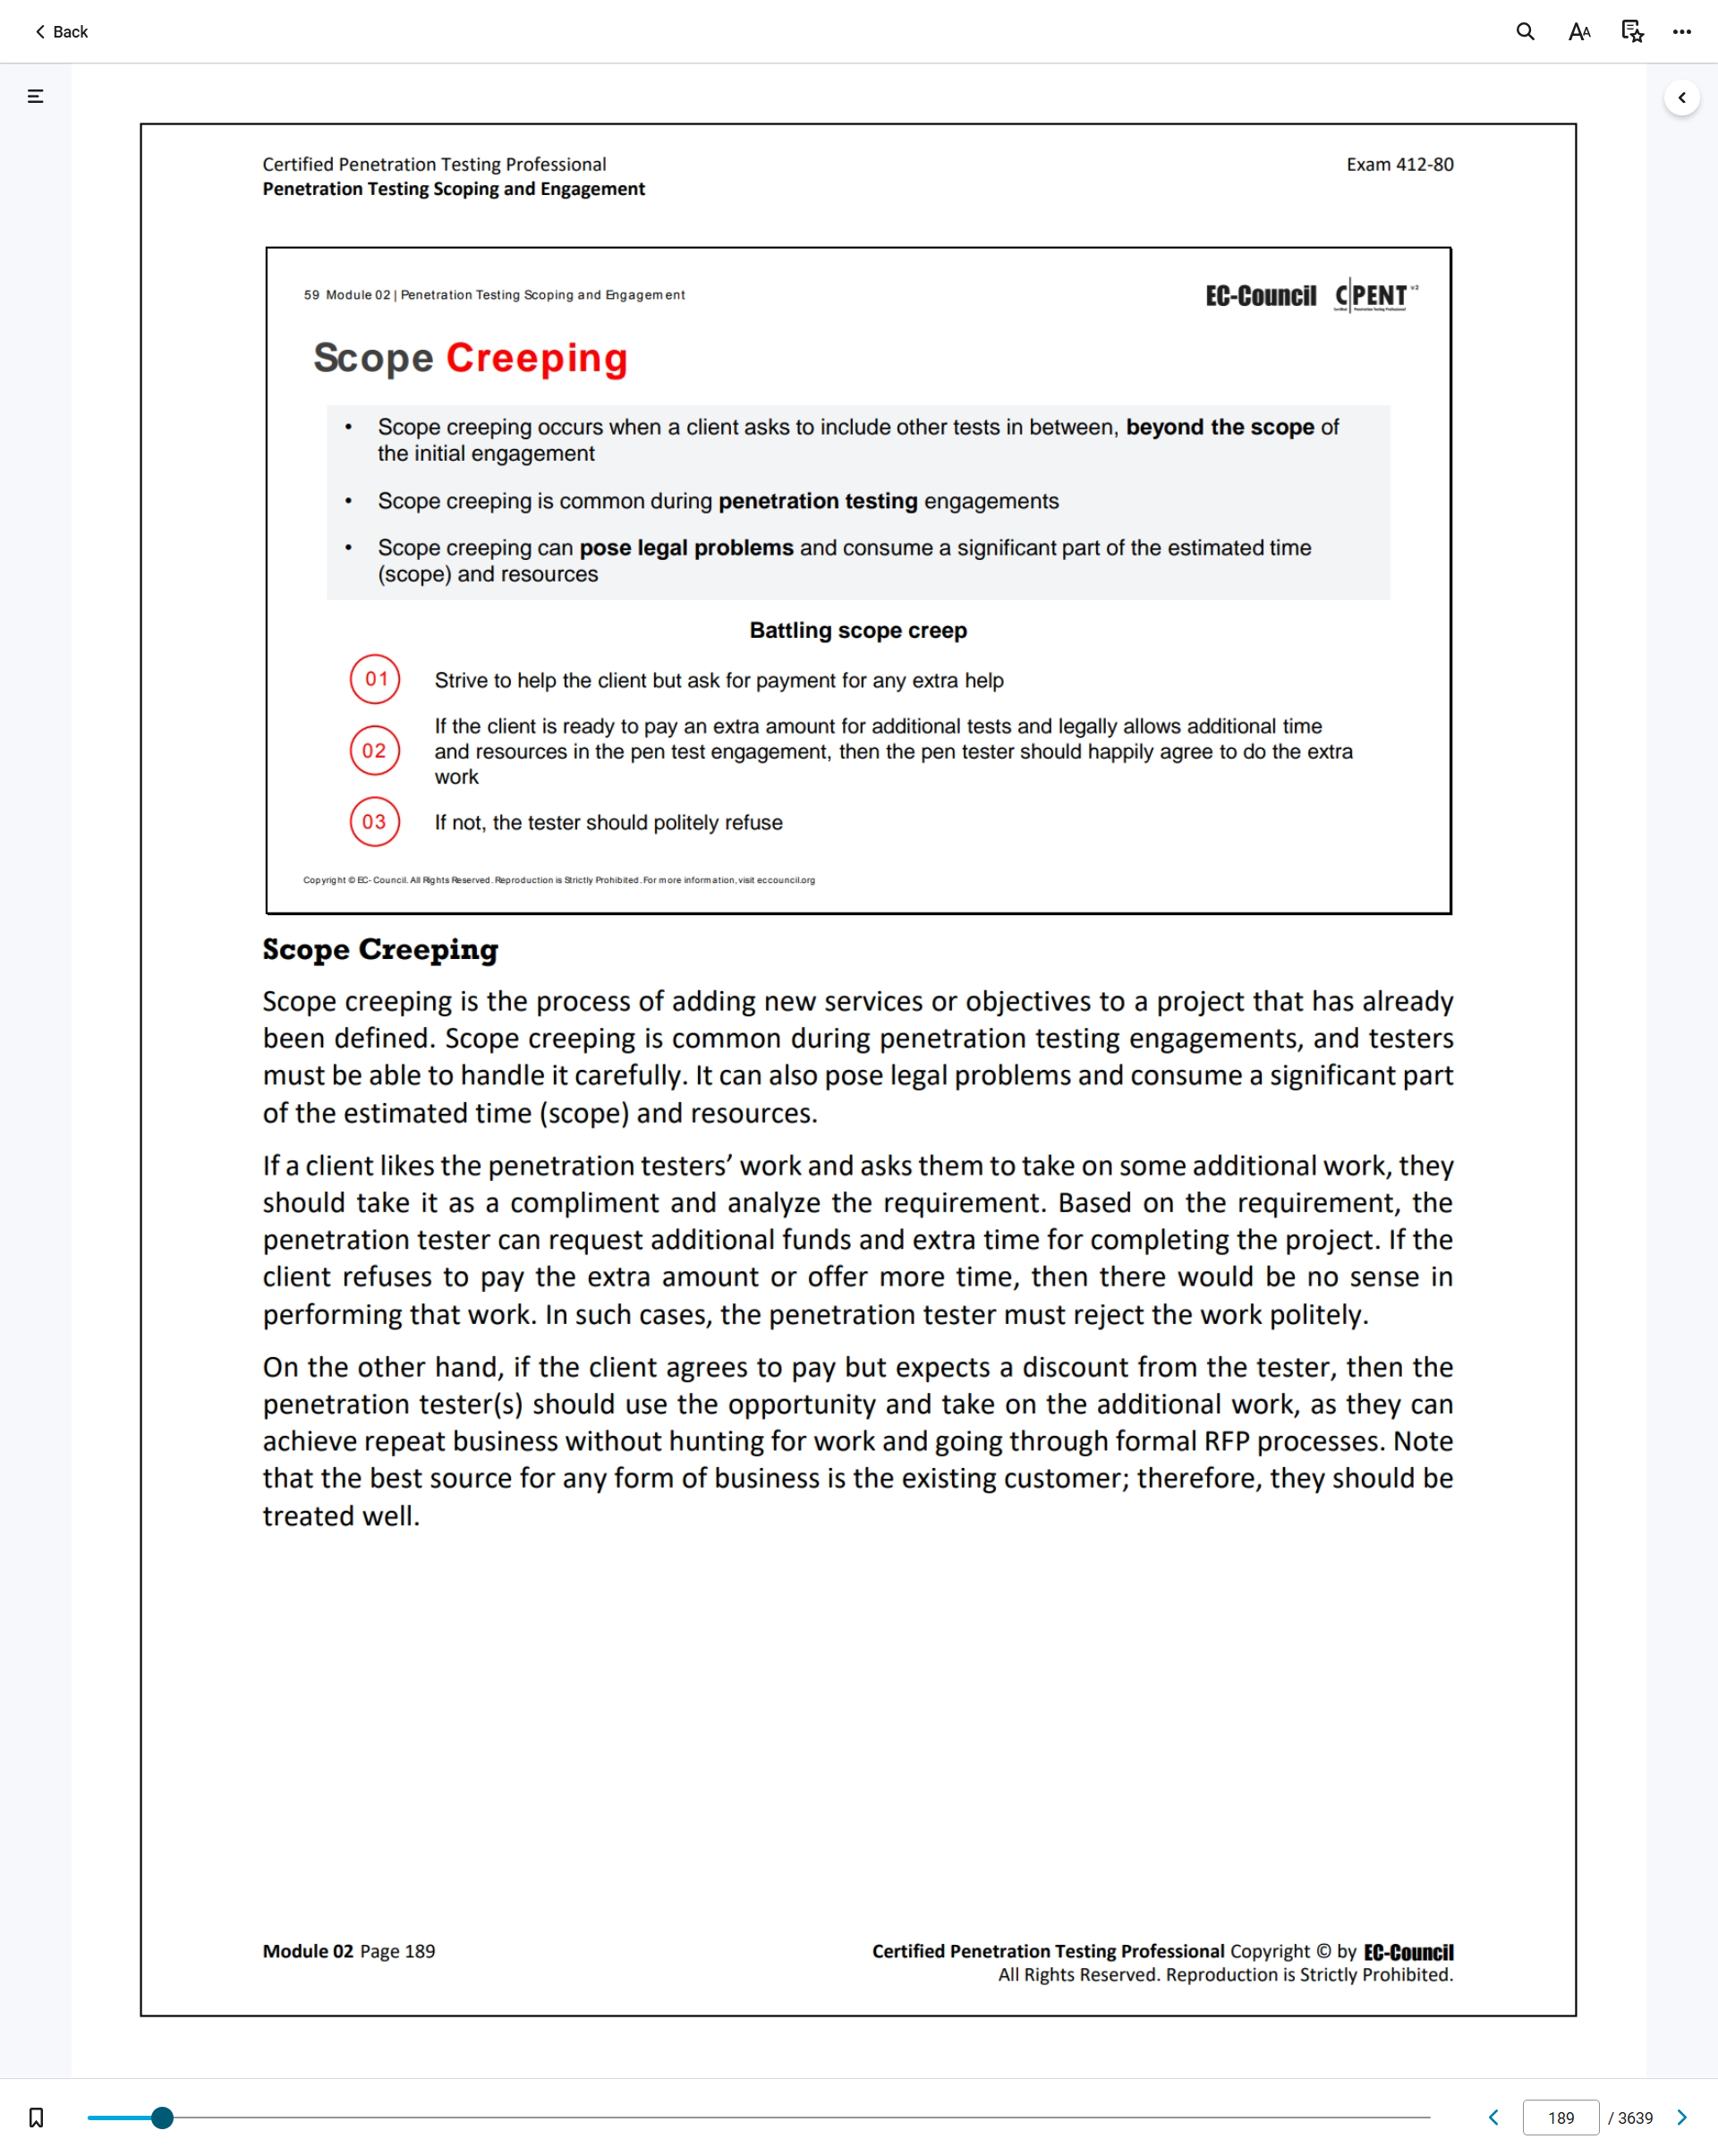 Back
Certified Penetration Testing Professional
Exam 412-80
Penetration Testing Scoping and Engagement
59 Module 02 | Penetration Testing Scoping and Engagement
EC-Council C|PENT v2
Scope Creeping
• Scope creeping occurs when a client asks to include other tests in between, beyond the scope of
the initial engagement
• Scope creeping is common during penetration testing engagements
• Scope creeping can pose legal problems and consume a significant part of the estimated time
(scope) and resources
Battling scope creep
01 Strive to help the client but ask for payment for any extra help
02 If the client is ready to pay an extra amount for additional tests and legally allows additional time
and resources in the pen test engagement, then the pen tester should happily agree to do the extra
work
03 If not, the tester should politely refuse
Copyright © EC-Council. All Rights Reserved. Reproduction is Strictly Prohibited. For more information, visit eccouncil.org
Scope Creeping
Scope creeping is the process of adding new services or objectives to a project that has already
been defined. Scope creeping is common during penetration testing engagements, and testers
must be able to handle it carefully. It can also pose legal problems and consume a significant part
of the estimated time (scope) and resources.
If a client likes the penetration testers’ work and asks them to take on some additional work, they
should take it as a compliment and analyze the requirement. Based on the requirement, the
penetration tester can request additional funds and extra time for completing the project. If the
client refuses to pay the extra amount or offer more time, then there would be no sense in
performing that work. In such cases, the penetration tester must reject the work politely.
On the other hand, if the client agrees to pay but expects a discount from the tester, then the
penetration tester(s) should use the opportunity and take on the additional work, as they can
achieve repeat business without hunting for work and going through formal RFP processes. Note
that the best source for any form of business is the existing customer; therefore, they should be
treated well.
Module 02 Page 189
Certified Penetration Testing Professional Copyright © by EC-Council
All Rights Reserved. Reproduction is Strictly Prohibited.
189 / 3639